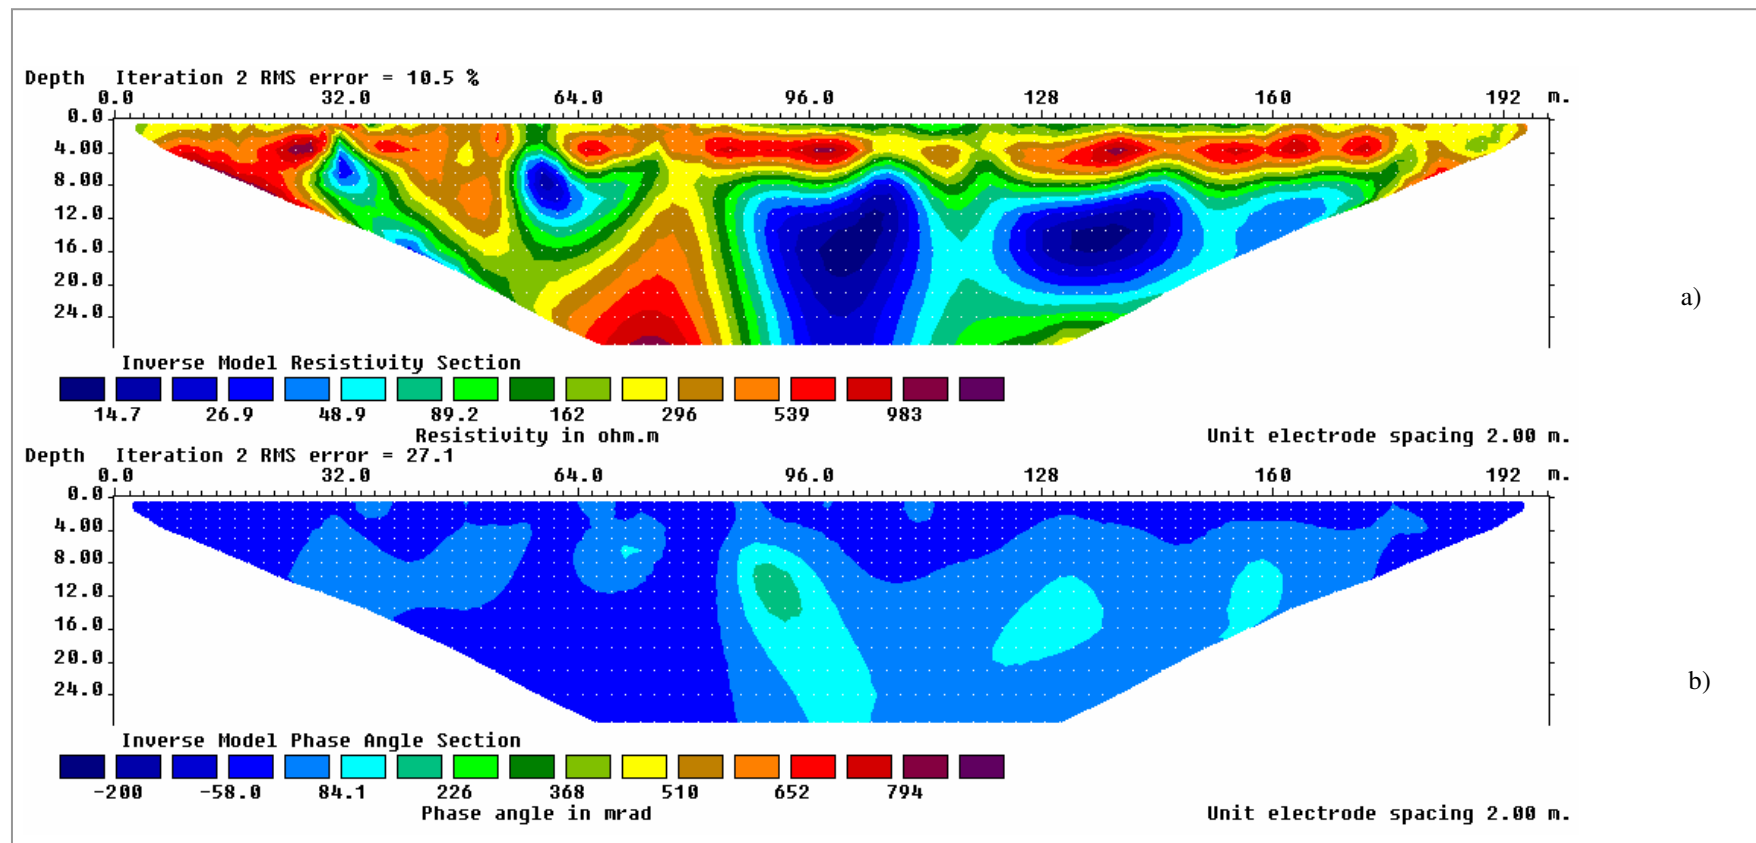 Depth Iteration 2 RMS error = 10.5 %
0.0 32.0 64.0 96.0 128 160 192 m.
0.0
4.00
8.00
12.0
16.0
20.0
24.0
a)
Inverse Model Resistivity Section
14.7 26.9 48.9 89.2 162 296 539 983
Resistivity in ohm.m Unit electrode spacing 2.00 m.
Depth Iteration 2 RMS error = 27.1
0.0 32.0 64.0 96.0 128 160 192 m.
0.0
4.00
8.00
12.0
16.0
20.0
24.0
b)
Inverse Model Phase Angle Section
-200 -58.0 84.1 226 368 510 652 794
Phase angle in mrad Unit electrode spacing 2.00 m.